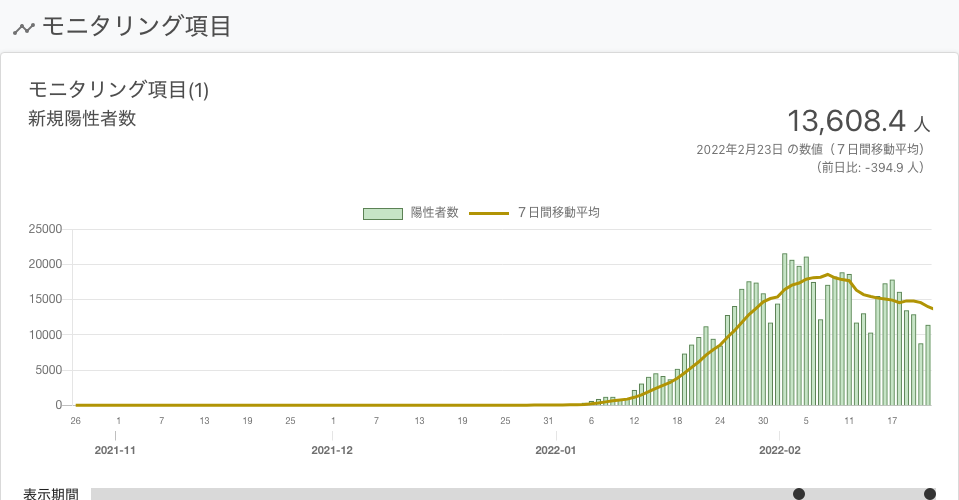 モニタリング項目
モニタリング項目(1)
新規陽性者数
13,608.4 人
2022年2月23日 の数値（７日間移動平均）
（前日比: -394.9 人）
陽性者数 ７日間移動平均
25000
20000
15000
10000
5000
0
26 1 7 13 19 25 1 7 13 19 25 31 6 12 18 24 30 5 11 17
2021-11 2021-12 2022-01 2022-02
表示期間